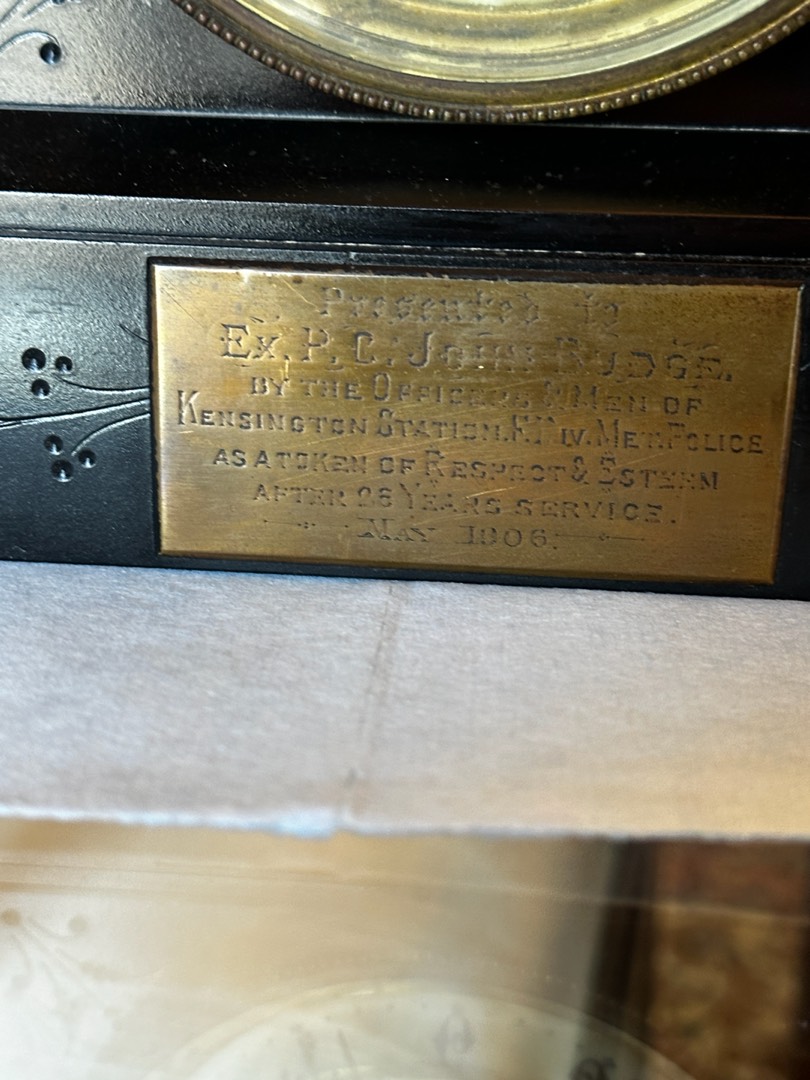 Presented to
Ex. P. C. John Rudge.
BY THE OFFICERS & MEN OF
KENSINGTON STATION. F. DIV. MET. POLICE
AS A TOKEN OF RESPECT & ESTEEM
AFTER 26 YEARS SERVICE.
MAY 1906.